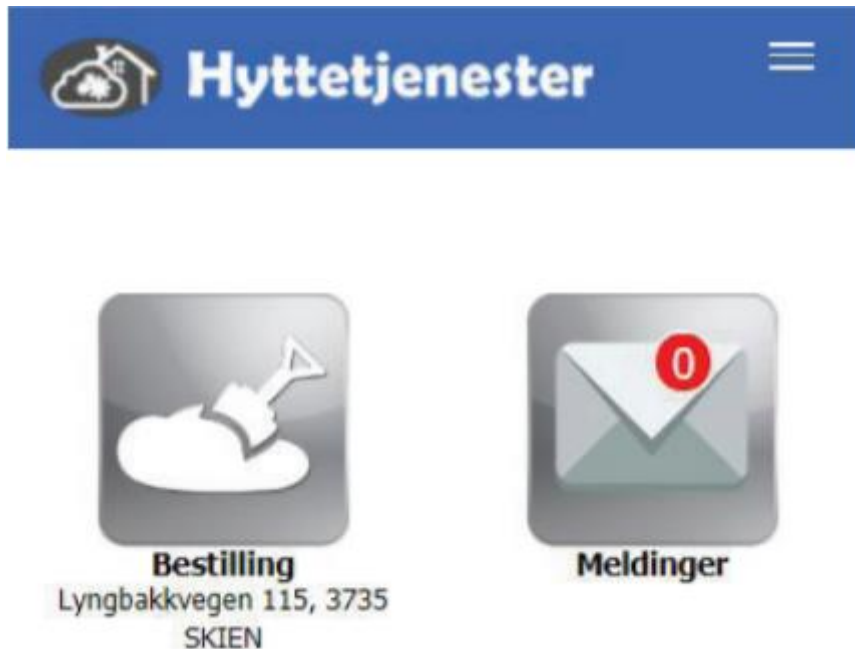 Hyttetjenester
0
Bestilling
Lyngbakkvegen 115, 3735
SKIEN
Meldinger